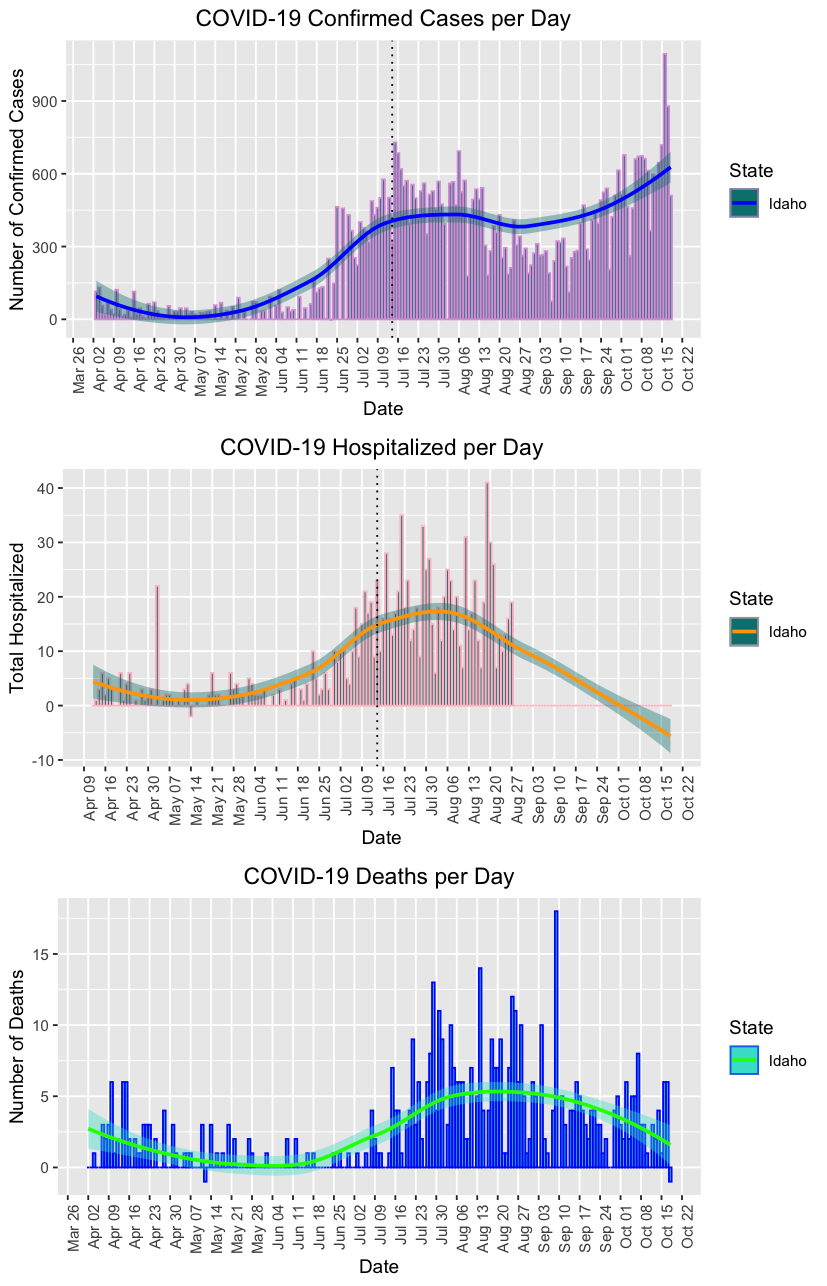 COVID-19 Confirmed Cases per Day
Number of Confirmed Cases
900
600
300
0
Mar 26
Apr 02
Apr 09
Apr 16
Apr 23
Apr 30
May 07
May 14
May 21
May 28
Jun 04
Jun 11
Jun 18
Jun 25
Jul 02
Jul 09
Jul 16
Jul 23
Jul 30
Aug 06
Aug 13
Aug 20
Aug 27
Sep 03
Sep 10
Sep 17
Sep 24
Oct 01
Oct 08
Oct 15
Oct 22
Date
State
Idaho
COVID-19 Hospitalized per Day
Total Hospitalized
40
30
20
10
0
-10
Apr 09
Apr 16
Apr 23
Apr 30
May 07
May 14
May 21
May 28
Jun 04
Jun 11
Jun 18
Jun 25
Jul 02
Jul 09
Jul 16
Jul 23
Jul 30
Aug 06
Aug 13
Aug 20
Aug 27
Sep 03
Sep 10
Sep 17
Sep 24
Oct 01
Oct 08
Oct 15
Oct 22
Date
State
Idaho
COVID-19 Deaths per Day
Number of Deaths
15
10
5
0
Mar 26
Apr 02
Apr 09
Apr 16
Apr 23
Apr 30
May 07
May 14
May 21
May 28
Jun 04
Jun 11
Jun 18
Jun 25
Jul 02
Jul 09
Jul 16
Jul 23
Jul 30
Aug 06
Aug 13
Aug 20
Aug 27
Sep 03
Sep 10
Sep 17
Sep 24
Oct 01
Oct 08
Oct 15
Oct 22
Date
State
Idaho